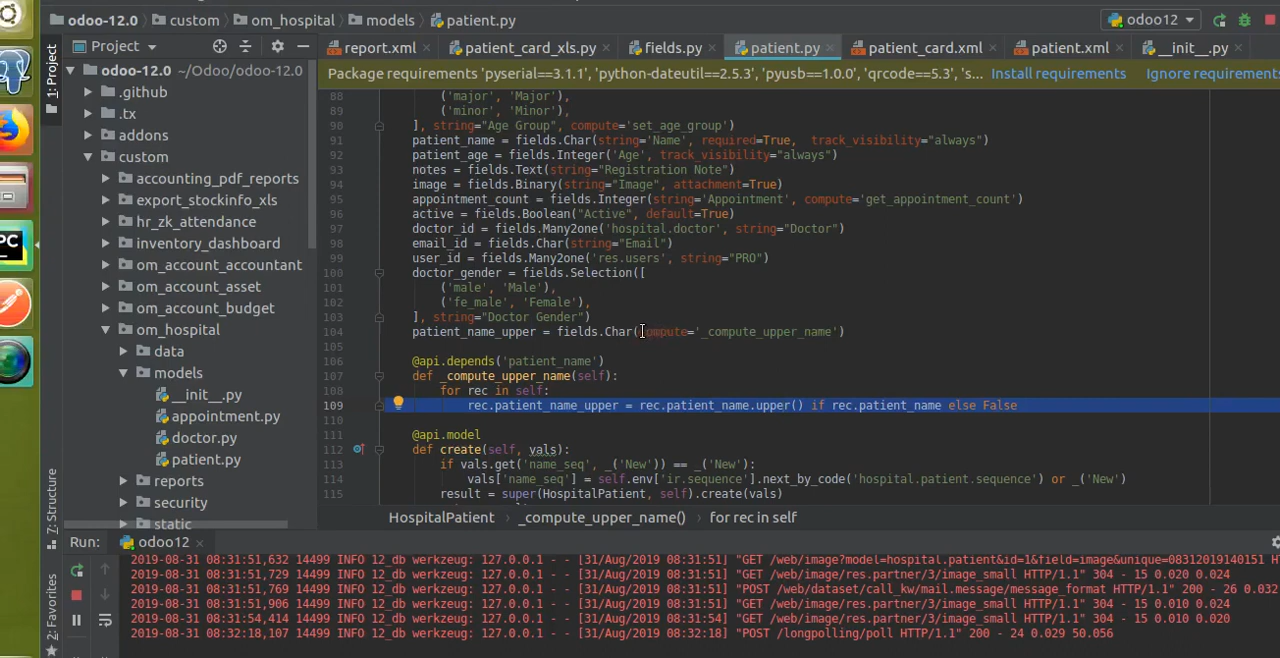 odoo-12.0 custom om_hospital models patient.py odoo12
Project report.xml patient_card_xls.py fields.py patient.py patient_card.xml patient.xml __init__.py
1: Project
Package requirements 'pyserial==3.1.1', 'python-dateutil==2.5.3', 'pyusb==1.0.0', 'qrcode==5.3', 's... Install requirements Ignore requirements
odoo-12.0 ~/Odoo/odoo-12.0
.github
.tx
addons
custom
accounting_pdf_reports
export_stockinfo_xls
hr_zk_attendance
inventory_dashboard
om_account_accountant
om_account_asset
om_account_budget
om_hospital
data
models
__init__.py
appointment.py
doctor.py
patient.py
reports
security
static
PC
88 ('major', 'Major'),
89 ('minor', 'Minor'),
90 ], string="Age Group", compute='set_age_group')
91 patient_name = fields.Char(string='Name', required=True, track_visibility="always")
92 patient_age = fields.Integer('Age', track_visibility="always")
93 notes = fields.Text(string="Registration Note")
94 image = fields.Binary(string="Image", attachment=True)
95 appointment_count = fields.Integer(string='Appointment', compute='get_appointment_count')
96 active = fields.Boolean("Active", default=True)
97 doctor_id = fields.Many2one('hospital.doctor', string="Doctor")
98 email_id = fields.Char(string="Email")
99 user_id = fields.Many2one('res.users', string="PRO")
100 doctor_gender = fields.Selection([
101 ('male', 'Male'),
102 ('fe_male', 'Female'),
103 ], string="Doctor Gender")
104 patient_name_upper = fields.Char(compute='_compute_upper_name')
105
106 @api.depends('patient_name')
107 def _compute_upper_name(self):
108 for rec in self:
109 rec.patient_name_upper = rec.patient_name.upper() if rec.patient_name else False
110
111 @api.model
112 def create(self, vals):
113 if vals.get('name_seq', _('New')) == _('New'):
114 vals['name_seq'] = self.env['ir.sequence'].next_by_code('hospital.patient.sequence') or _('New')
115 result = super(HospitalPatient, self).create(vals)
HospitalPatient _compute_upper_name() for rec in self
7: Structure
2: Favorites
Run: odoo12
2019-08-31 08:31:51,632 14499 INFO 12_db werkzeug: 127.0.0.1 - - [31/Aug/2019 08:31:51] "GET /web/image?model=hospital.patient&id=1&field=image&unique=08312019140151 H
2019-08-31 08:31:51,729 14499 INFO 12_db werkzeug: 127.0.0.1 - - [31/Aug/2019 08:31:51] "GET /web/image/res.partner/3/image_small HTTP/1.1" 304 - 15 0.020 0.024
2019-08-31 08:31:51,769 14499 INFO 12_db werkzeug: 127.0.0.1 - - [31/Aug/2019 08:31:51] "POST /web/dataset/call_kw/mail.message/message_format HTTP/1.1" 200 - 26 0.032
2019-08-31 08:31:51,906 14499 INFO 12_db werkzeug: 127.0.0.1 - - [31/Aug/2019 08:31:51] "GET /web/image/res.partner/3/image_small HTTP/1.1" 304 - 15 0.010 0.024
2019-08-31 08:31:54,414 14499 INFO 12_db werkzeug: 127.0.0.1 - - [31/Aug/2019 08:31:54] "GET /web/image/res.partner/3/image_small HTTP/1.1" 304 - 15 0.010 0.020
2019-08-31 08:32:18,107 14499 INFO 12_db werkzeug: 127.0.0.1 - - [31/Aug/2019 08:32:18] "POST /longpolling/poll HTTP/1.1" 200 - 24 0.029 50.056